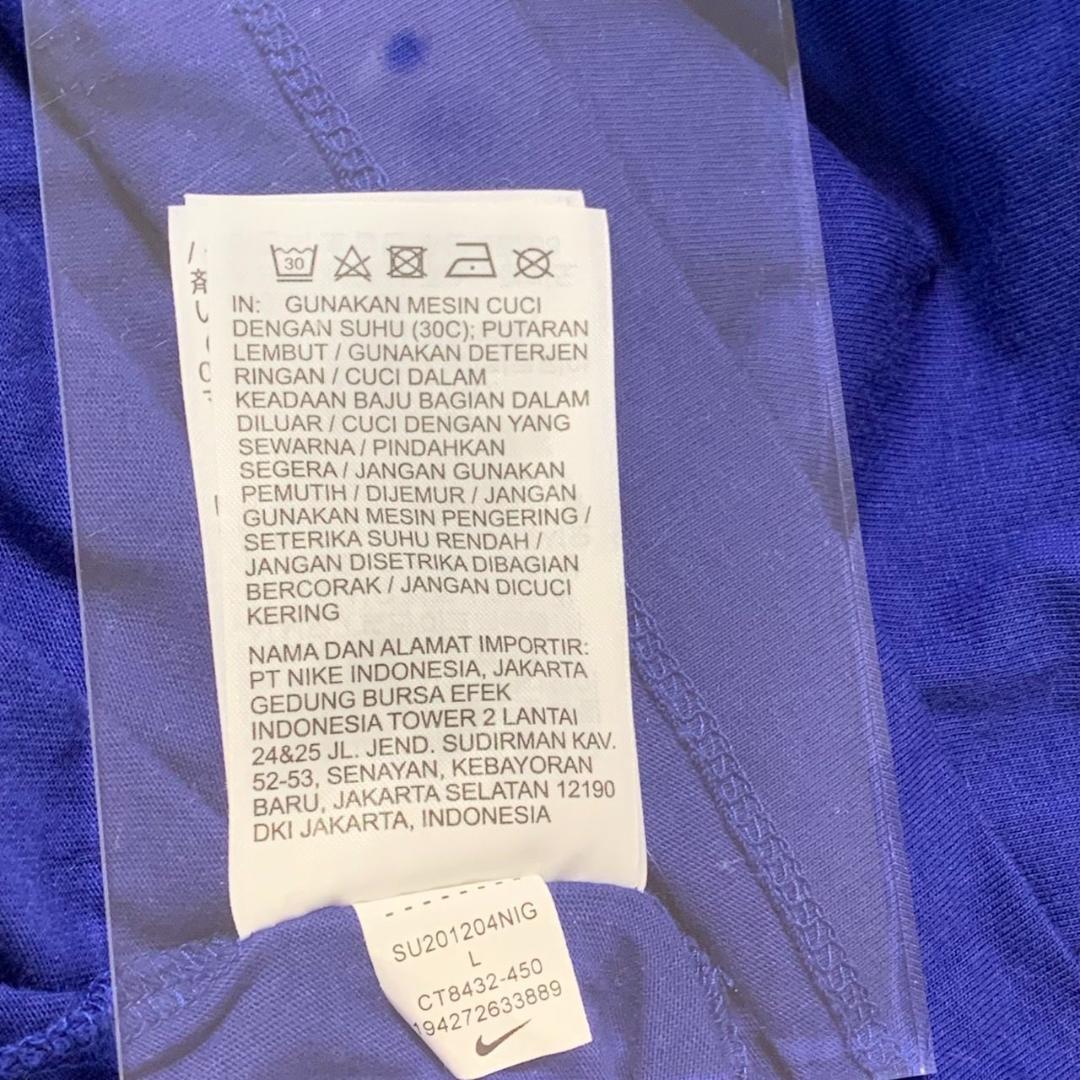 30
IN: GUNAKAN MESIN CUCI
DENGAN SUHU (30C); PUTARAN
LEMBUT / GUNAKAN DETERJEN
RINGAN / CUCI DALAM
KEADAAN BAJU BAGIAN DALAM
DILUAR / CUCI DENGAN YANG
SEWARNA / PINDAHKAN
SEGERA / JANGAN GUNAKAN
PEMUTIH / DIJEMUR / JANGAN
GUNAKAN MESIN PENGERING /
SETERIKA SUHU RENDAH /
JANGAN DISETRIKA DIBAGIAN
BERCORAK / JANGAN DICUCI
KERING
NAMA DAN ALAMAT IMPORTIR:
PT NIKE INDONESIA, JAKARTA
GEDUNG BURSA EFEK
INDONESIA TOWER 2 LANTAI
24&25 JL. JEND. SUDIRMAN KAV.
52-53, SENAYAN, KEBAYORAN
BARU, JAKARTA SELATAN 12190
DKI JAKARTA, INDONESIA
SU201204NIG
L
CT8432-450
194272633889